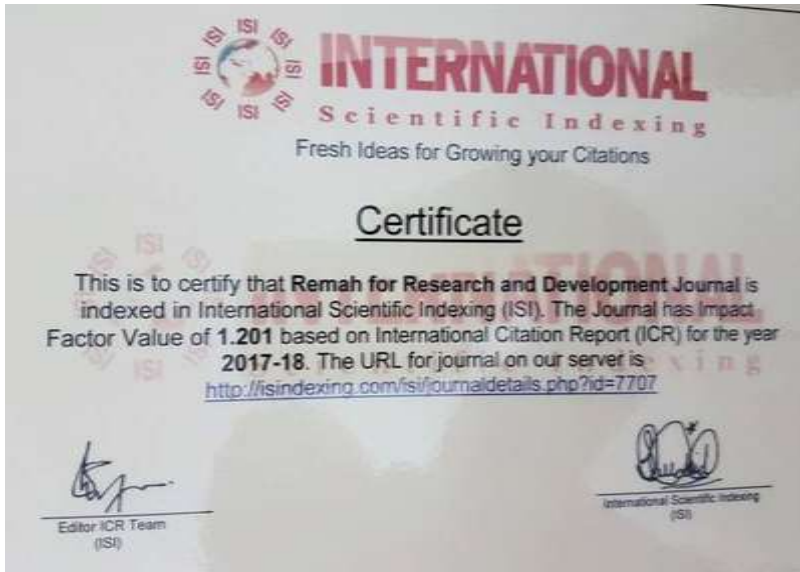 ISI ISI ISI ISI ISI ISI ISI ISI
INTERNATIONAL
Scientific Indexing
Fresh Ideas for Growing your Citations
Certificate
This is to certify that Remah for Research and Development Journal is
indexed in International Scientific Indexing (ISI). The Journal has Impact
Factor Value of 1.201 based on International Citation Report (ICR) for the year
2017-18. The URL for journal on our server is
http://isindexing.com/isi/journaldetails.php?id=7707
Editor ICR Team
(ISI)
International Scientific Indexing
(ISI)